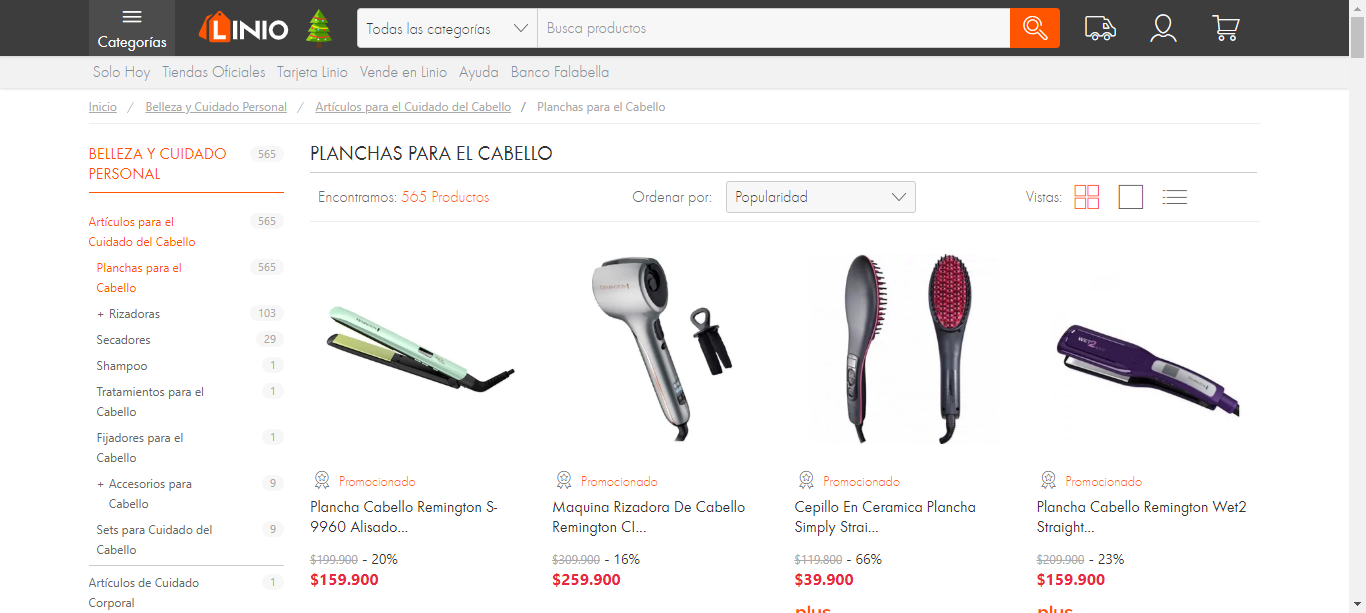 Categorías
LINIO
Todas las categorías
Busca productos
Solo Hoy Tiendas Oficiales Tarjeta Linio Vende en Linio Ayuda Banco Falabella
Inicio / Belleza y Cuidado Personal / Artículos para el Cuidado del Cabello / Planchas para el Cabello
BELLEZA Y CUIDADO 565
PERSONAL
Artículos para el 565
Cuidado del Cabello
Planchas para el 565
Cabello
+ Rizadoras 103
Secadores 29
Shampoo 1
Tratamientos para el 1
Cabello
Fijadores para el 1
Cabello
+ Accesorios para 9
Cabello
Sets para Cuidado del 9
Cabello
Artículos de Cuidado 1
Corporal
PLANCHAS PARA EL CABELLO
Encontramos: 565 Productos
Ordenar por: Popularidad
Vistas:
Promocionado
Plancha Cabello Remington S-
9960 Alisado...
$199.900 - 20%
$159.900
Promocionado
Maquina Rizadora De Cabello
Remington CI...
$309.900 - 16%
$259.900
Promocionado
Cepillo En Ceramica Plancha
Simply Strai...
$119.800 - 66%
$39.900
plus
Promocionado
Plancha Cabello Remington Wet2
Straight...
$209.900 - 23%
$159.900
plus